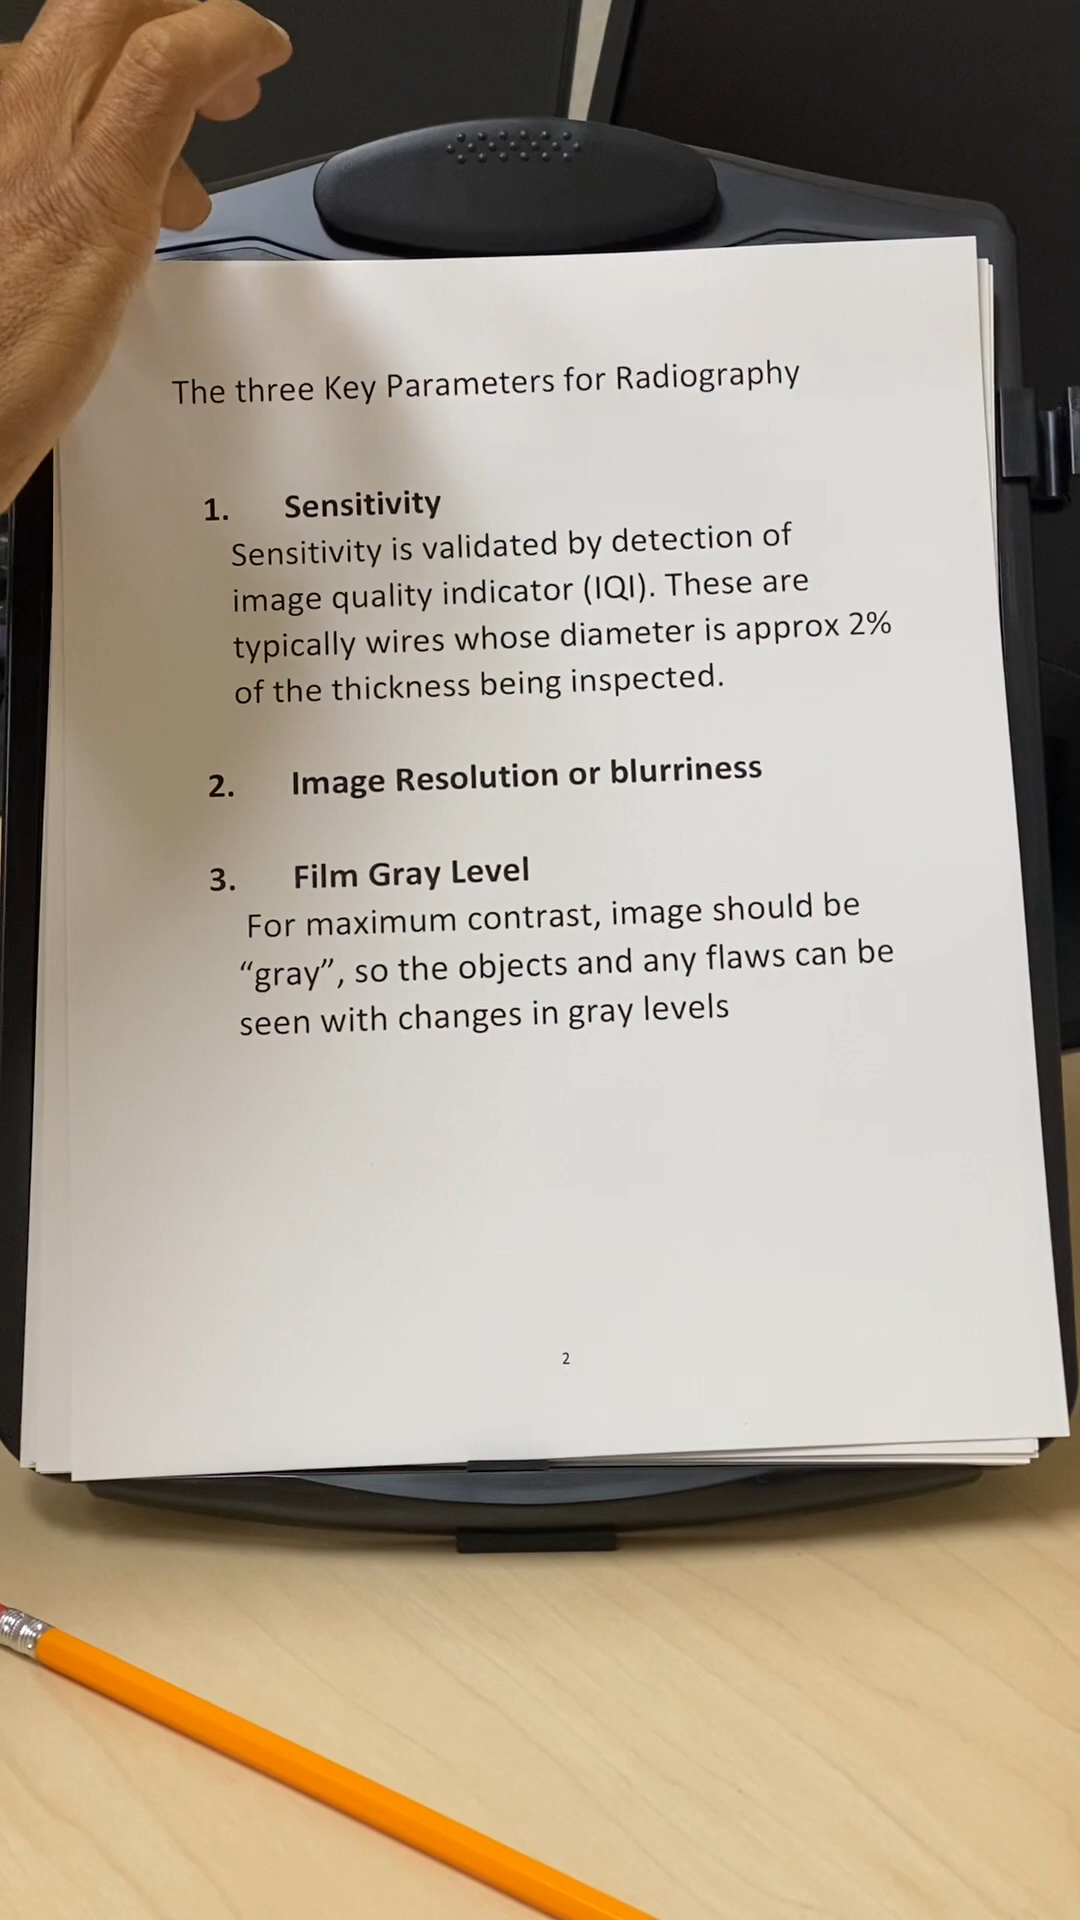 The three Key Parameters for Radiography
1. Sensitivity
Sensitivity is validated by detection of
image quality indicator (IQI). These are
typically wires whose diameter is approx 2%
of the thickness being inspected.
2. Image Resolution or blurriness
3. Film Gray Level
For maximum contrast, image should be
“gray”, so the objects and any flaws can be
seen with changes in gray levels
2